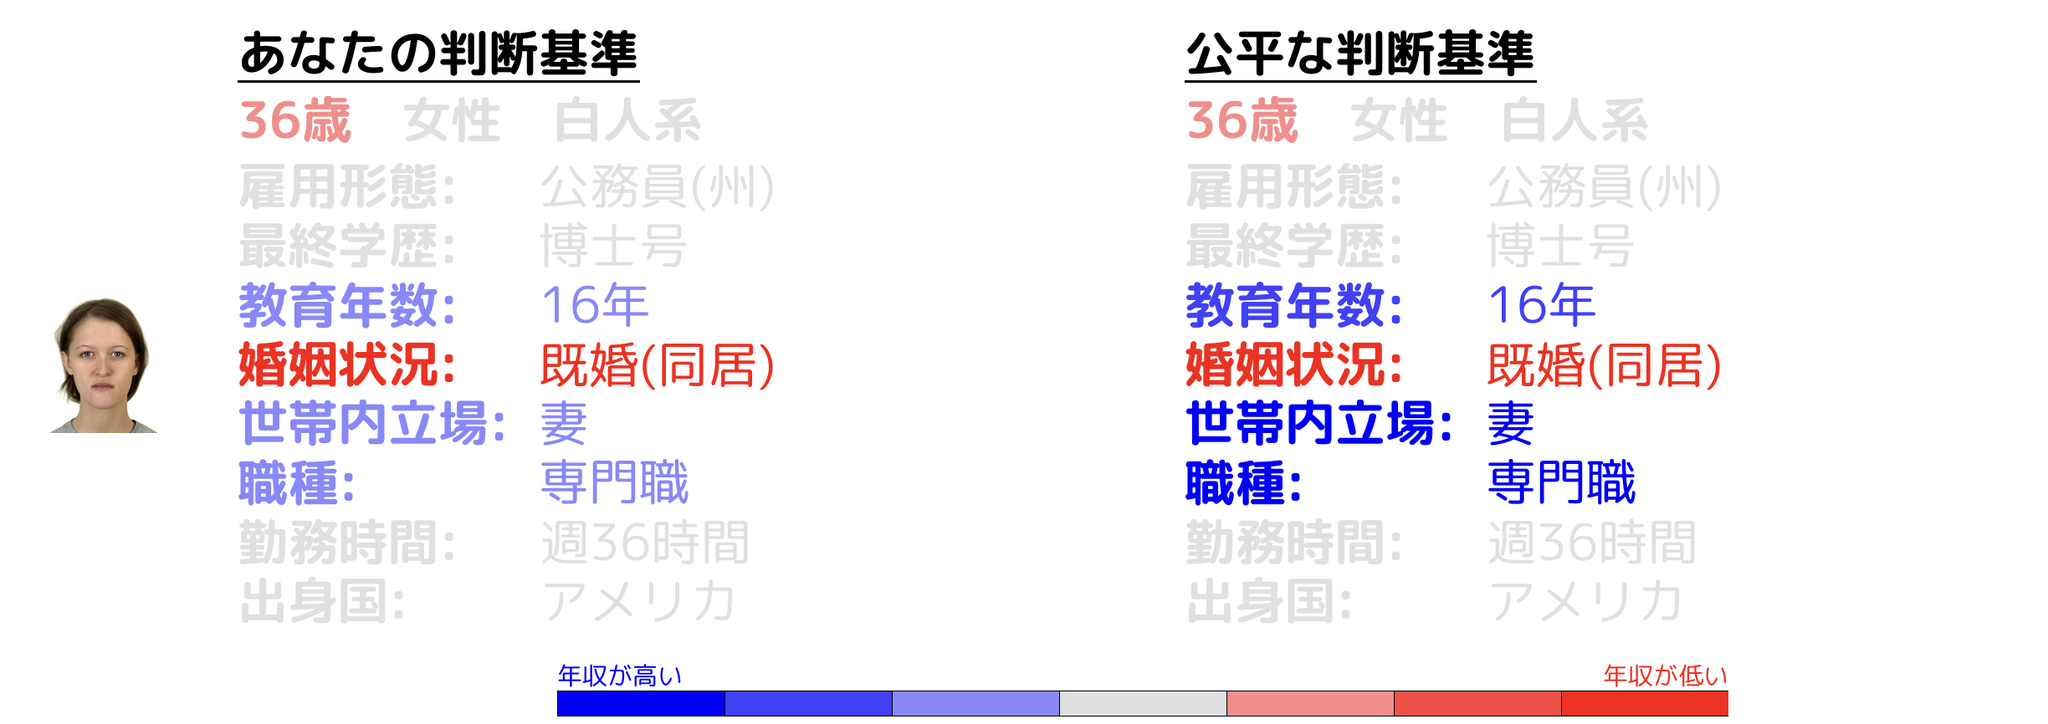 あなたの判断基準
36歳 女性 白人系
雇用形態: 公務員(州)
最終学歴: 博士号
教育年数: 16年
婚姻状況: 既婚(同居)
世帯内立場: 妻
職種: 専門職
勤務時間: 週36時間
出身国: アメリカ
公平な判断基準
36歳 女性 白人系
雇用形態: 公務員(州)
最終学歴: 博士号
教育年数: 16年
婚姻状況: 既婚(同居)
世帯内立場: 妻
職種: 専門職
勤務時間: 週36時間
出身国: アメリカ
年収が高い 年収が低い